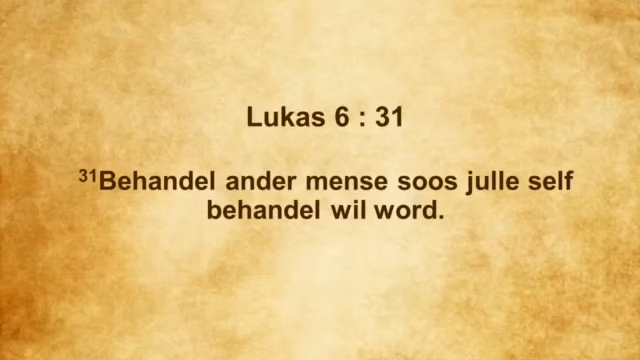 Lukas 6 : 31
³¹Behandel ander mense soos julle self
behandel wil word.